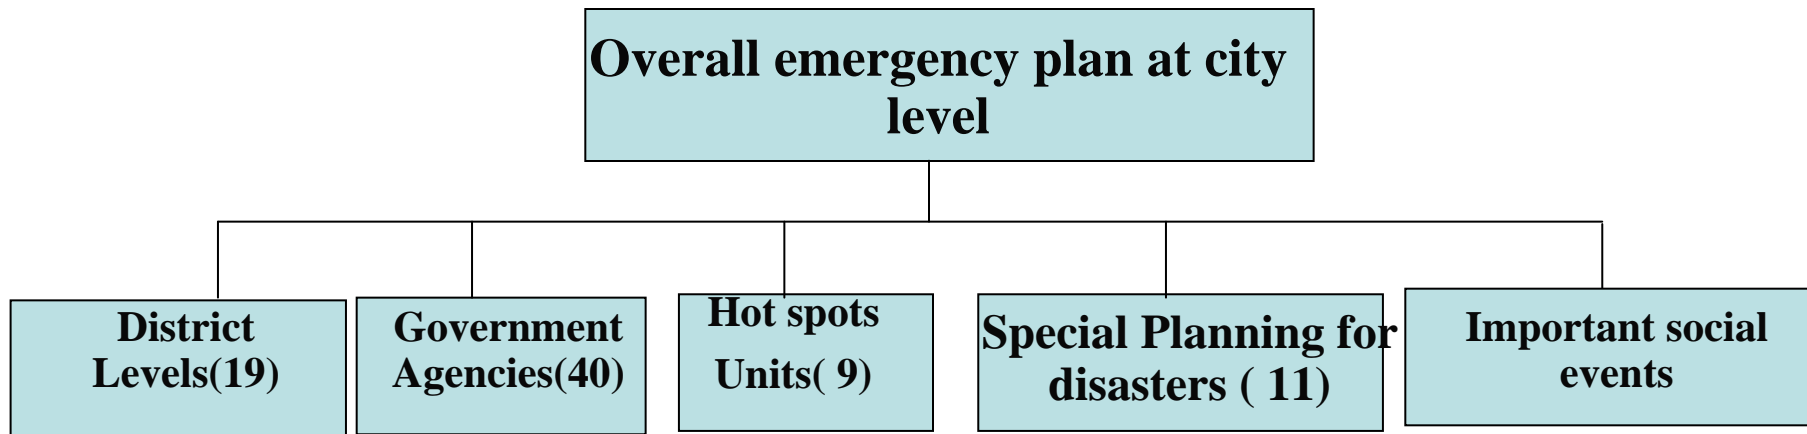 Overall emergency plan at city
level
District
Levels(19)
Government
Agencies(40)
Hot spots
Units( 9)
Special Planning for
disasters ( 11)
Important social
events